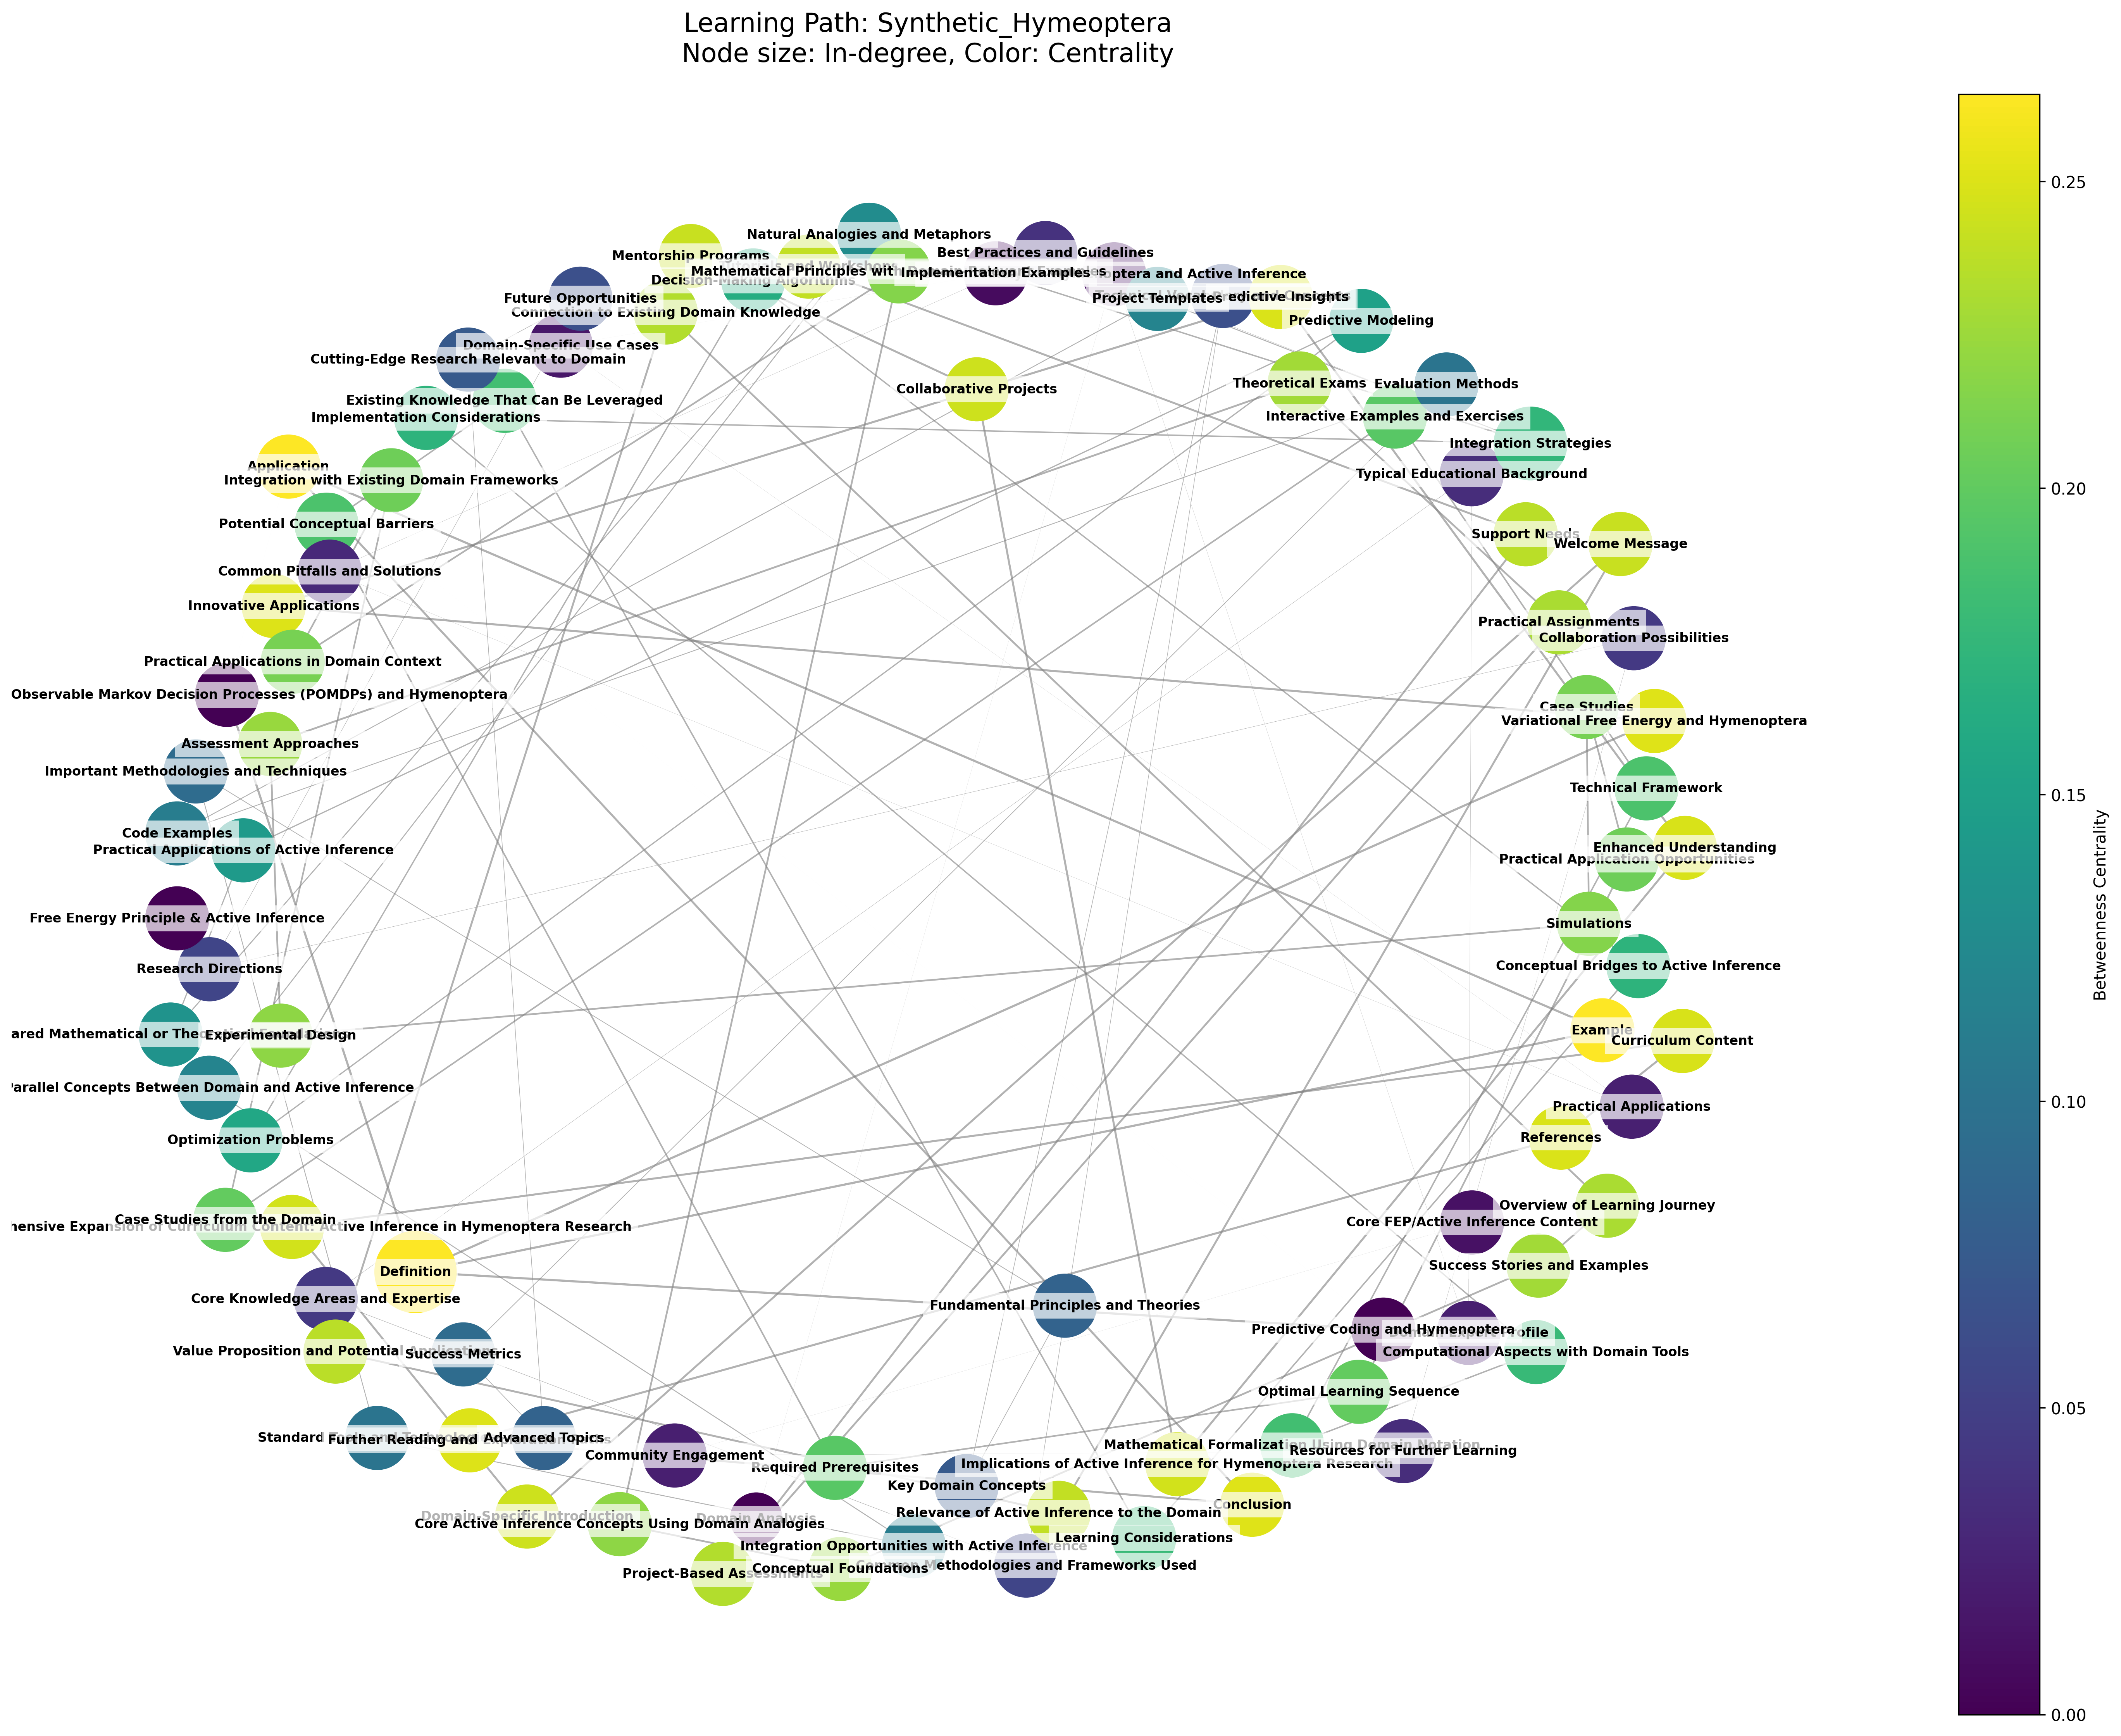 Learning Path: Synthetic_Hymeoptera
Node size: In-degree, Color: Centrality
Natural Analogies and Metaphors
Mentorship Programs
Best Practices and Guidelines
Mathematical Principles with
Implementation Examples
optera and Active Inference
Decision-Making Algorithms
Future Opportunities
Project Templates
edictive Insights
Connection to Existing Domain Knowledge
Predictive Modeling
Domain-Specific Use Cases
Cutting-Edge Research Relevant to Domain
Collaborative Projects
Theoretical Exams
Evaluation Methods
Existing Knowledge That Can Be Leveraged
Implementation Considerations
Interactive Examples and Exercises
Integration Strategies
Application
Typical Educational Background
Integration with Existing Domain Frameworks
Potential Conceptual Barriers
Support Needs
Welcome Message
Common Pitfalls and Solutions
Innovative Applications
Practical Assignments
Collaboration Possibilities
Practical Applications in Domain Context
Observable Markov Decision Processes (POMDPs) and Hymenoptera
Case Studies
Variational Free Energy and Hymenoptera
Assessment Approaches
Important Methodologies and Techniques
Technical Framework
Code Examples
Practical Applications of Active Inference
Enhanced Understanding
Practical Application Opportunities
Free Energy Principle & Active Inference
Simulations
Research Directions
Conceptual Bridges to Active Inference
ared Mathematical or Theoretical Foundations
Experimental Design
Example
Curriculum Content
Parallel Concepts Between Domain and Active Inference
Practical Applications
Optimization Problems
References
Overview of Learning Journey
Case Studies from the Domain
hensive Expansion of Curriculum Content: Active Inference in Hymenoptera Research
Core FEP/Active Inference Content
Definition
Success Stories and Examples
Core Knowledge Areas and Expertise
Fundamental Principles and Theories
Predictive Coding and Hymenoptera
Domain Expert Profile
Value Proposition and Potential Applications
Success Metrics
Computational Aspects with Domain Tools
Optimal Learning Sequence
Standard Tools and Technologies
Further Reading and
Advanced Topics
Community Engagement
Required Prerequisites
Mathematical Formalization Using Domain Notation
Resources for Further Learning
Implications of Active Inference for Hymenoptera Research
Key Domain Concepts
Conclusion
Relevance of Active Inference to the Domain
Domain-Specific Introduction
Core Active Inference Concepts Using Domain Analogies
Domain Analysis
Learning Considerations
Integration Opportunities with Active Inference
Common Methodologies and Frameworks Used
Project-Based Assessments
Conceptual Foundations
0.25
0.20
0.15
0.10
0.05
0.00
Betweenness Centrality